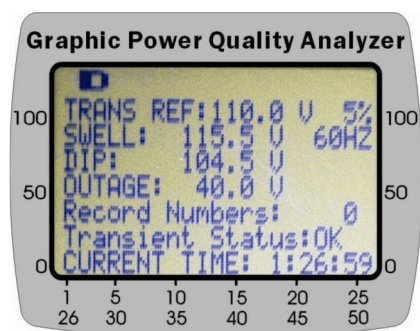 Graphic Power Quality Analyzer
TRANS REF:110.0 V 5%
SWELL: 115.5 V 60HZ
DIP: 104.5 V
OUTAGE: 40.0 V
Record Numbers: 0
Transient Status:OK
CURRENT TIME: 1:26:59
100 100
50 50
0 0
1 5 10 15 20 25
26 30 35 40 45 50